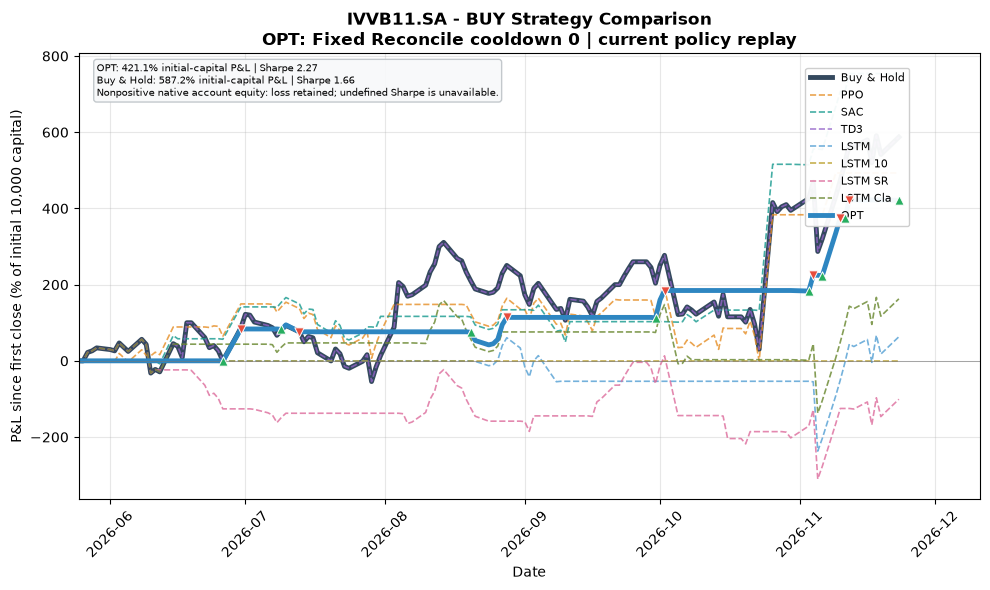 IVVB11.SA - BUY Strategy Comparison
OPT: Fixed Reconcile cooldown 0 | current policy replay
OPT: 421.1% initial-capital P&L | Sharpe 2.27
Buy & Hold: 587.2% initial-capital P&L | Sharpe 1.66
Nonpositive native account equity: loss retained; undefined Sharpe is unavailable.
Buy & Hold
PPO
SAC
TD3
LSTM
LSTM 10
LSTM SR
LSTM Cla
OPT
P&L since first close (% of initial 10,000 capital)
800
600
400
200
0
−200
2026-06
2026-07
2026-08
2026-09
2026-10
2026-11
2026-12
Date